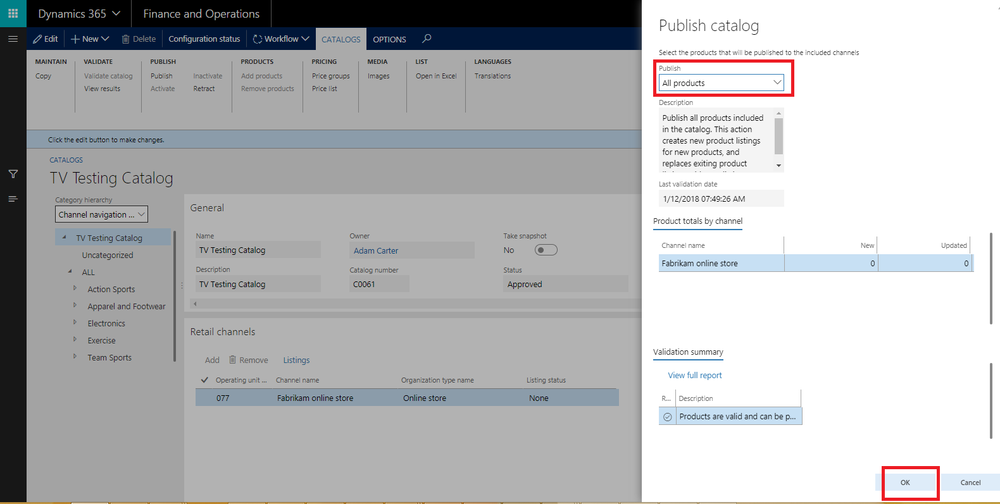 Dynamics 365
Finance and Operations
Edit
New
Delete
Configuration status
Workflow
CATALOGS
OPTIONS
MAINTAIN
Copy
VALIDATE
Validate catalog
View results
PUBLISH
Publish
Inactivate
Activate
Retract
PRODUCTS
Add products
Remove products
PRICING
Price groups
Price list
MEDIA
Images
LIST
Open in Excel
LANGUAGES
Translations
Click the edit button to make changes.
CATALOGS
TV Testing Catalog
Category hierarchy
Channel navigation ...
TV Testing Catalog
Uncategorized
ALL
Action Sports
Apparel and Footwear
Electronics
Exercise
Team Sports
General
Name
TV Testing Catalog
Description
TV Testing Catalog
Owner
Adam Carter
Catalog number
C0061
Take snapshot
No
Status
Approved
Retail channels
Add
Remove
Listings
Operating unit ...
Channel name
Organization type name
Listing status
077
Fabrikam online store
Online store
None
Publish catalog
Select the products that will be published to the included channels
Publish
All products
Description
Publish all products included
in the catalog. This action
creates new product listings
for new products, and
replaces exiting product
Last validation date
1/12/2018 07:49:26 AM
Product totals by channel
Channel name
New
Updated
Fabrikam online store
0
0
Validation summary
View full report
R...
Description
Products are valid and can be p...
OK
Cancel